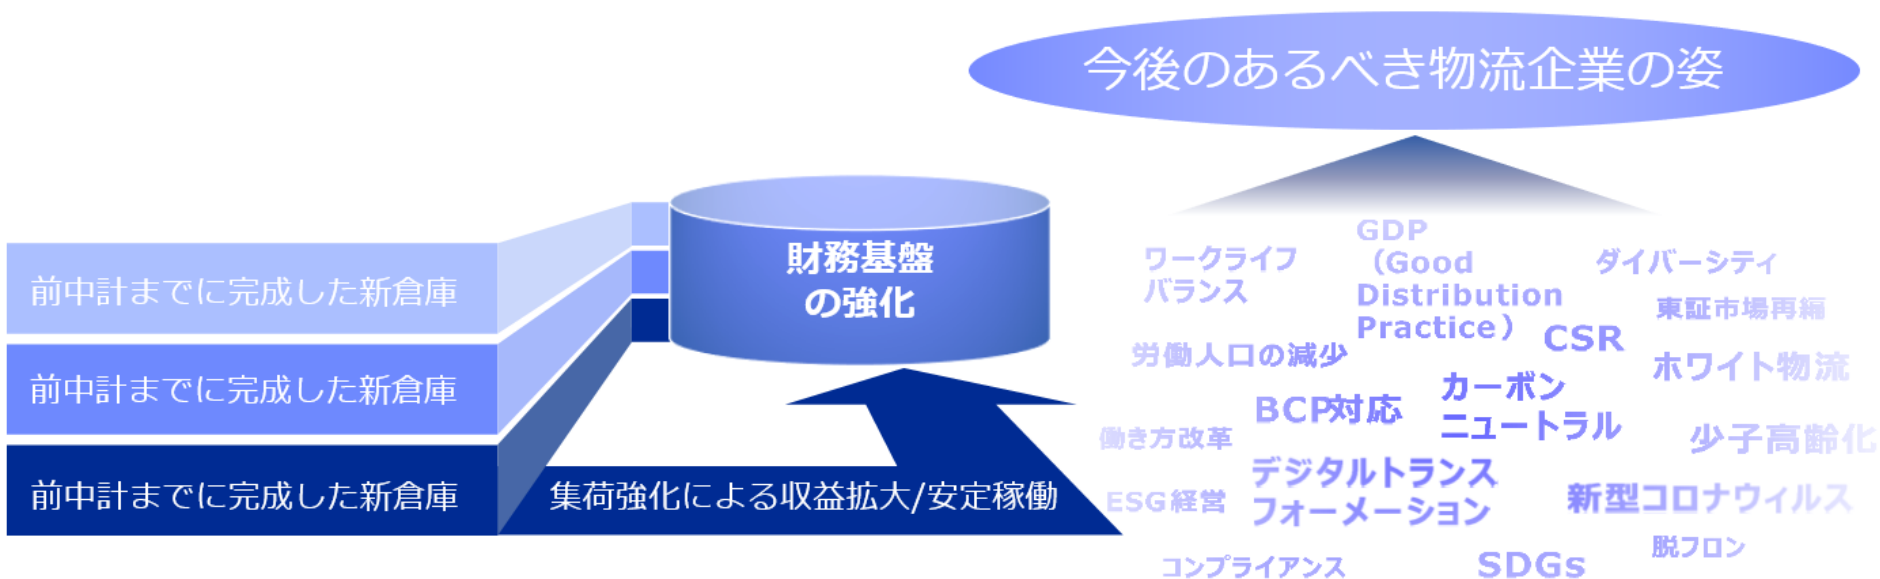 今後のあるべき物流企業の姿
前中計までに完成した新倉庫
前中計までに完成した新倉庫
前中計までに完成した新倉庫
財務基盤
の強化
集荷強化による収益拡大/安定稼働
GDP
（Good
Distribution
Practice）
ワークライフ
バランス
ダイバーシティ
東証市場再編
CSR
労働人口の減少
ホワイト物流
カーボン
ニュートラル
BCP対応
働き方改革
少子高齢化
デジタルトランス
フォーメーション
ESG経営
新型コロナウィルス
脱フロン
コンプライアンス
SDGs